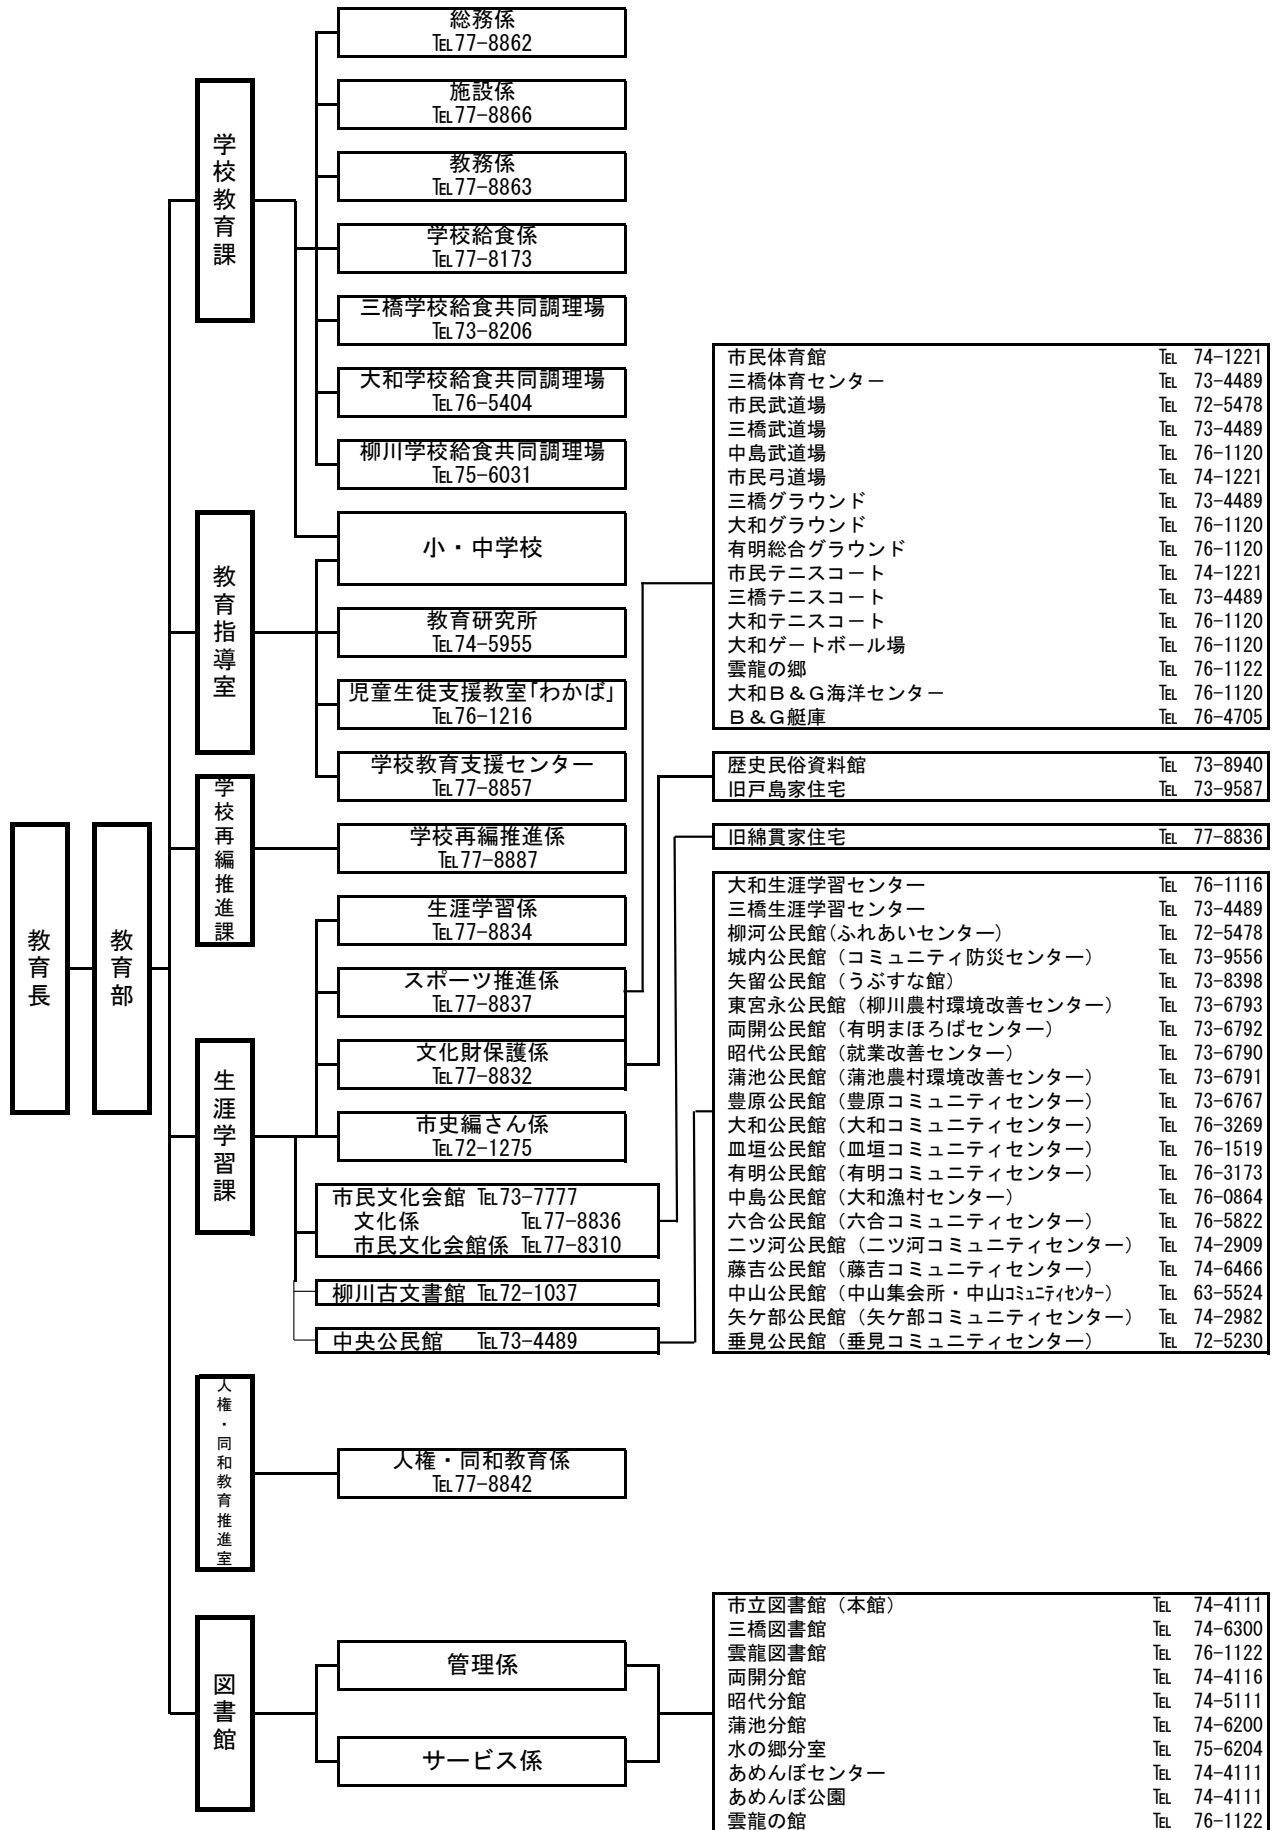 教育長
教育部
学校教育課
総務係
℡77-8862
施設係
℡77-8866
教務係
℡77-8863
学校給食係
℡77-8173
三橋学校給食共同調理場
℡73-8206
大和学校給食共同調理場
℡76-5404
柳川学校給食共同調理場
℡75-6031
小・中学校
教育指導室
教育研究所
℡74-5955
児童生徒支援教室｢わかば｣
℡76-1216
学校教育支援センター
℡77-8857
学校再編推進課
学校再編推進係
℡77-8887
生涯学習課
生涯学習係
℡77-8834
スポーツ推進係
℡77-8837
文化財保護係
℡77-8832
市史編さん係
℡72-1275
市民文化会館 ℡73-7777
文化係 ℡77-8836
市民文化会館係 ℡77-8310
柳川古文書館 ℡72-1037
中央公民館 ℡73-4489
市民体育館 ℡ 74-1221
三橋体育センター ℡ 73-4489
市民武道場 ℡ 72-5478
三橋武道場 ℡ 73-4489
中島武道場 ℡ 76-1120
市民弓道場 ℡ 74-1221
三橋グラウンド ℡ 73-4489
大和グラウンド ℡ 76-1120
有明総合グラウンド ℡ 76-1120
市民テニスコート ℡ 74-1221
三橋テニスコート ℡ 73-4489
大和テニスコート ℡ 76-1120
大和ゲートボール場 ℡ 76-1120
雲龍の郷 ℡ 76-1122
大和Ｂ＆Ｇ海洋センター ℡ 76-1120
Ｂ＆Ｇ艇庫 ℡ 76-4705
歴史民俗資料館 ℡ 73-8940
旧戸島家住宅 ℡ 73-9587
旧綿貫家住宅 ℡ 77-8836
大和生涯学習センター ℡ 76-1116
三橋生涯学習センター ℡ 73-4489
柳河公民館(ふれあいセンター） ℡ 72-5478
城内公民館（コミュニティ防災センター） ℡ 73-9556
矢留公民館（うぶすな館） ℡ 73-8398
東宮永公民館（柳川農村環境改善センター） ℡ 73-6793
両開公民館（有明まほろばセンター） ℡ 73-6792
昭代公民館（就業改善センター） ℡ 73-6790
蒲池公民館（蒲池農村環境改善センター） ℡ 73-6791
豊原公民館（豊原コミュニティセンター） ℡ 73-6767
大和公民館（大和コミュニティセンター） ℡ 76-3269
皿垣公民館（皿垣コミュニティセンター） ℡ 76-1519
有明公民館（有明コミュニティセンター） ℡ 76-3173
中島公民館（大和漁村センター） ℡ 76-0864
六合公民館（六合コミュニティセンター） ℡ 76-5822
二ツ河公民館（二ツ河コミュニティセンター） ℡ 74-2909
藤吉公民館（藤吉コミュニティセンター） ℡ 74-6466
中山公民館（中山集会所・中山ｺﾐｭﾆﾃｨｾﾝﾀｰ） ℡ 63-5524
矢ケ部公民館（矢ケ部コミュニティセンター） ℡ 74-2982
垂見公民館（垂見コミュニティセンター） ℡ 72-5230
人権・同和教育推進室
人権・同和教育係
℡77-8842
図書館
管理係
サービス係
市立図書館（本館） ℡ 74-4111
三橋図書館 ℡ 74-6300
雲龍図書館 ℡ 76-1122
両開分館 ℡ 74-4116
昭代分館 ℡ 74-5111
蒲池分館 ℡ 74-6200
水の郷分室 ℡ 75-6204
あめんぼセンター ℡ 74-4111
あめんぼ公園 ℡ 74-4111
雲龍の館 ℡ 76-1122